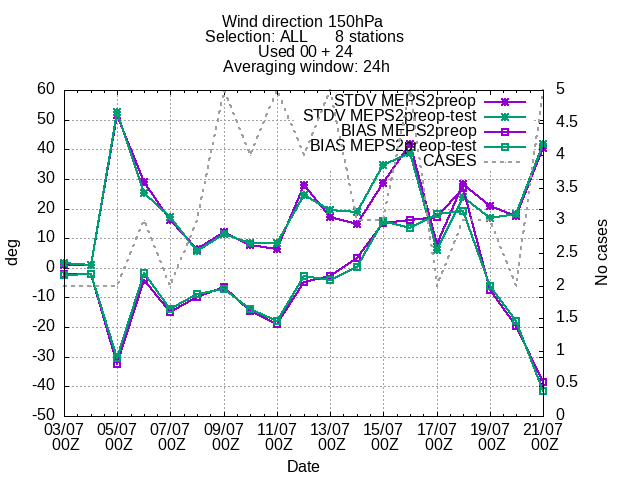 Wind direction 150hPa
Selection: ALL 8 stations
Used 00 + 24
Averaging window: 24h
STDV MEPS2preop
STDV MEPS2preop-test
BIAS MEPS2preop
BIAS MEPS2preop-test
CASES
60
50
40
30
20
10
0
-10
-20
-30
-40
-50
deg
5
4.5
4
3.5
3
2.5
2
1.5
1
0.5
0
No cases
03/07 05/07 07/07 09/07 11/07 13/07 15/07 17/07 19/07 21/07
00Z 00Z 00Z 00Z 00Z 00Z 00Z 00Z 00Z 00Z
Date